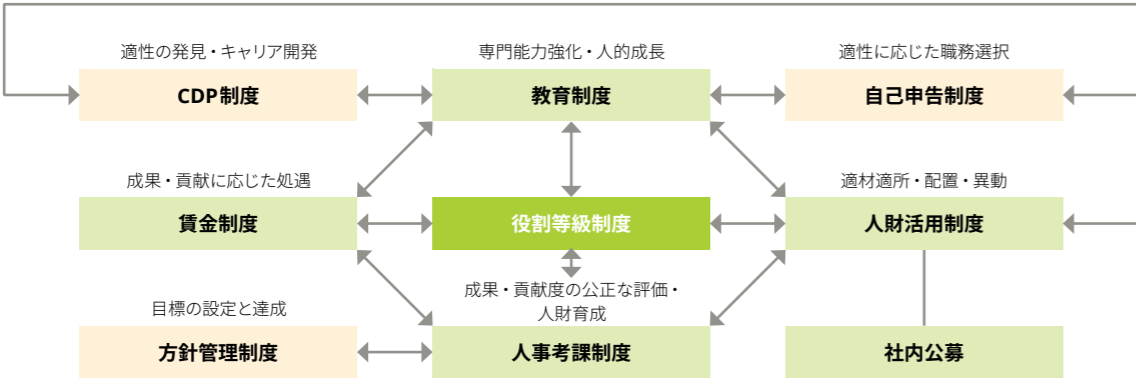 適性の発見・キャリア開発
CDP制度
専門能力強化・人的成長
教育制度
適性に応じた職務選択
自己申告制度
成果・貢献に応じた処遇
賃金制度
役割等級制度
適材適所・配置・異動
人財活用制度
目標の設定と達成
方針管理制度
成果・貢献度の公正な評価・
人財育成
人事考課制度
社内公募